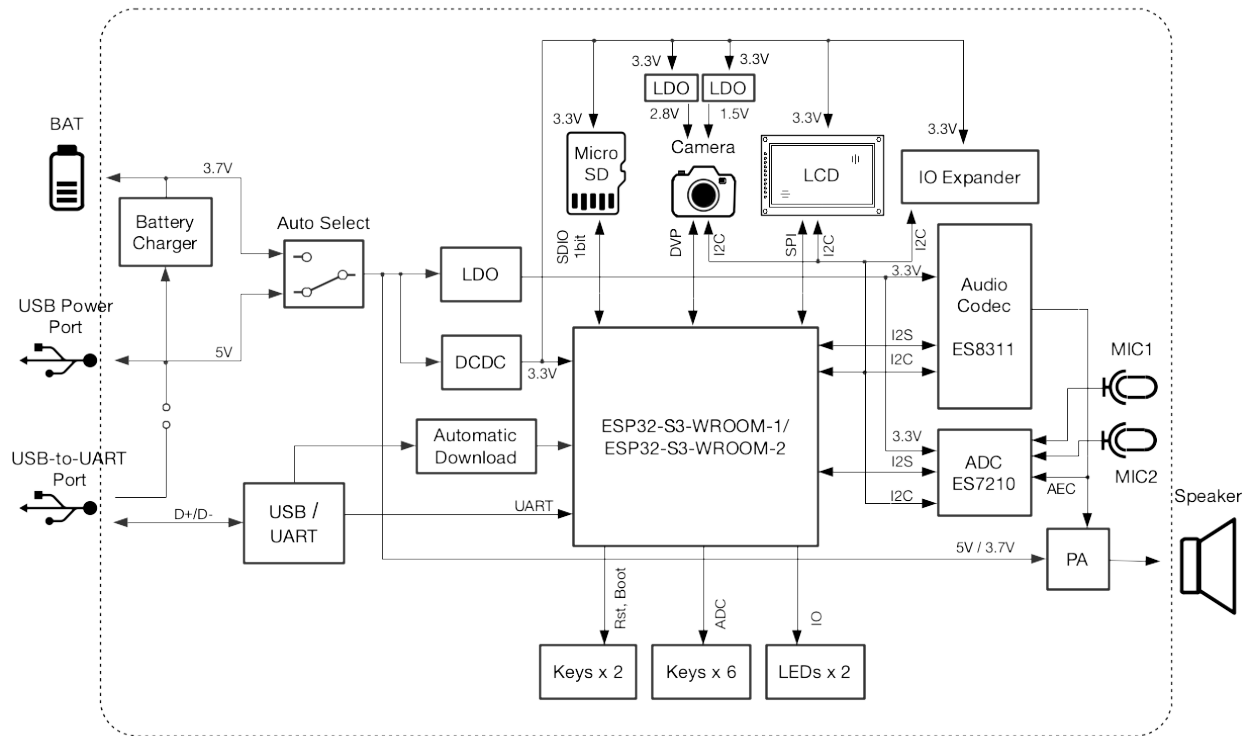 3.3V
3.3V
LDO
LDO
2.8V
1.5V
BAT
3.3V
3.3V
3.3V
Micro
SD
Camera
LCD
IO Expander
3.7V
Battery
Charger
Auto Select
SDIO
1bit
DVP
I2C
SPI
I2C
I2C
LDO
3.3V
Audio
Codec
ES8311
USB Power
Port
5V
DCDC
3.3V
I2S
I2C
MIC1
ESP32-S3-WROOM-1/
ESP32-S3-WROOM-2
Automatic
Download
3.3V
USB-to-UART
Port
I2S
ADC
ES7210
MIC2
I2C
AEC
Speaker
D+/D-
USB /
UART
UART
5V / 3.7V
PA
Rst, Boot
ADC
IO
Keys x 2
Keys x 6
LEDs x 2